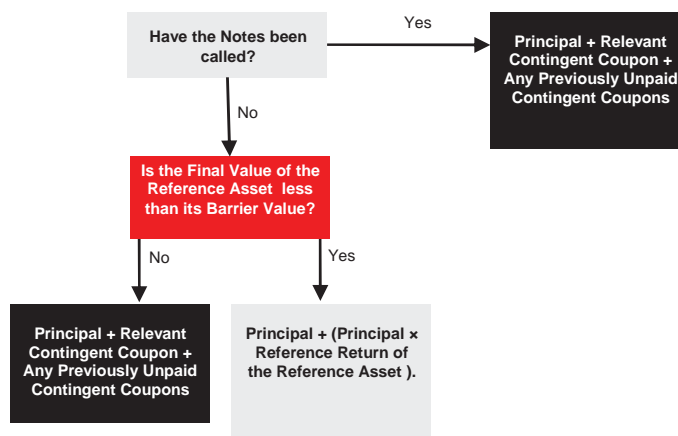 Have the Notes been
called?
Yes
Principal + Relevant
Contingent Coupon +
Any Previously Unpaid
Contingent Coupons
No
Is the Final Value of the
Reference Asset less
than its Barrier Value?
No
Yes
Principal + Relevant
Contingent Coupon +
Any Previously Unpaid
Contingent Coupons
Principal + (Principal ×
Reference Return of
the Reference Asset ).